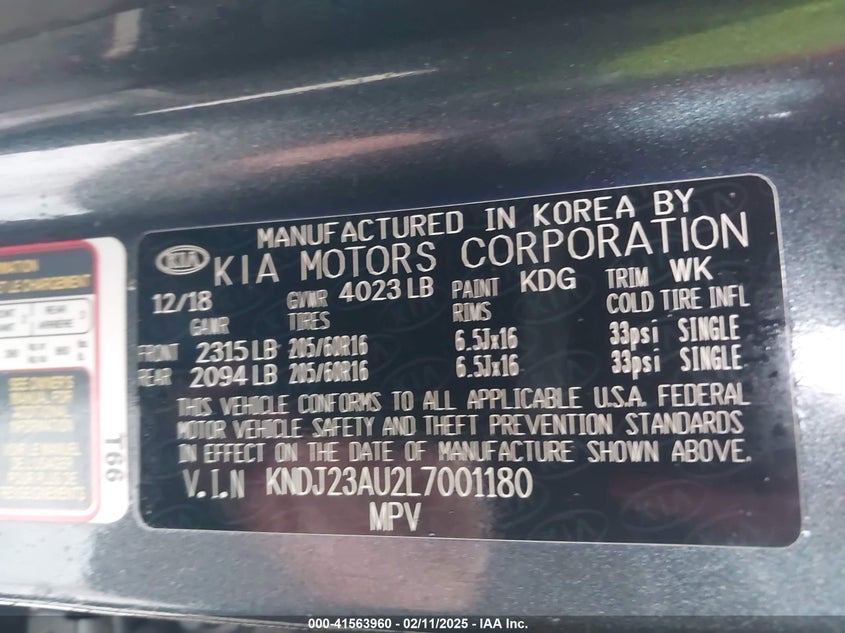 MANUFACTURED IN KOREA BY
KIA KIA MOTORS CORPORATION
12/18 GVWR 4023 LB PAINT KDG TRIM WK
GAWR TIRES RIMS COLD TIRE INFL
FRONT 2315 LB 205/60R16 6.5Jx16 33psi SINGLE
REAR 2094 LB 205/60R16 6.5Jx16 33psi SINGLE
THIS VEHICLE CONFORMS TO ALL APPLICABLE U.S.A. FEDERAL
MOTOR VEHICLE SAFETY AND THEFT PREVENTION STANDARDS
IN EFFECT ON THE DATE OF MANUFACTURE SHOWN ABOVE.
V.I.N KNDJ23AU2L7001180
MPV
T66
000-41563960 - 02/11/2025 - IAA Inc.